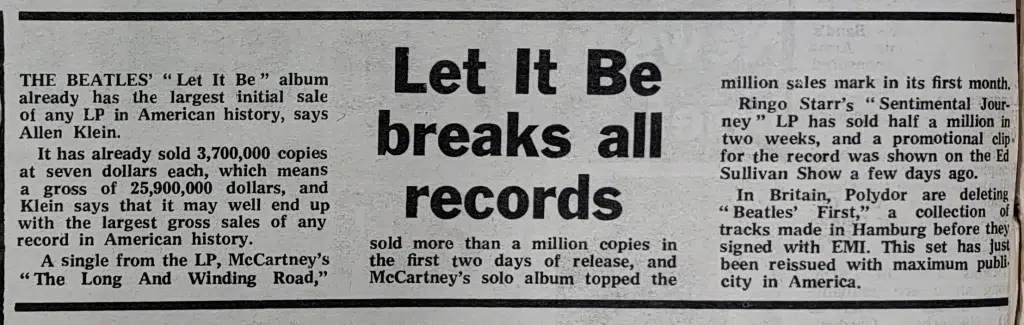 Let It Be
breaks all
records
THE BEATLES' "Let It Be" album
already has the largest initial sale
of any LP in American history, says
Allen Klein.
It has already sold 3,700,000 copies
at seven dollars each, which means
a gross of 25,900,000 dollars, and
Klein says that it may well end up
with the largest gross sales of any
record in American history.
A single from the LP, McCartney's
"The Long And Winding Road,"
sold more than a million copies in
the first two days of release, and
McCartney's solo album topped the
million sales mark in its first month.
Ringo Starr's "Sentimental Jour-
ney" LP has sold half a million in
two weeks, and a promotional clip
for the record was shown on the Ed
Sullivan Show a few days ago.
In Britain, Polydor are deleting
"Beatles' First," a collection of
tracks made in Hamburg before they
signed with EMI. This set has just
been reissued with maximum publi-
city in America.